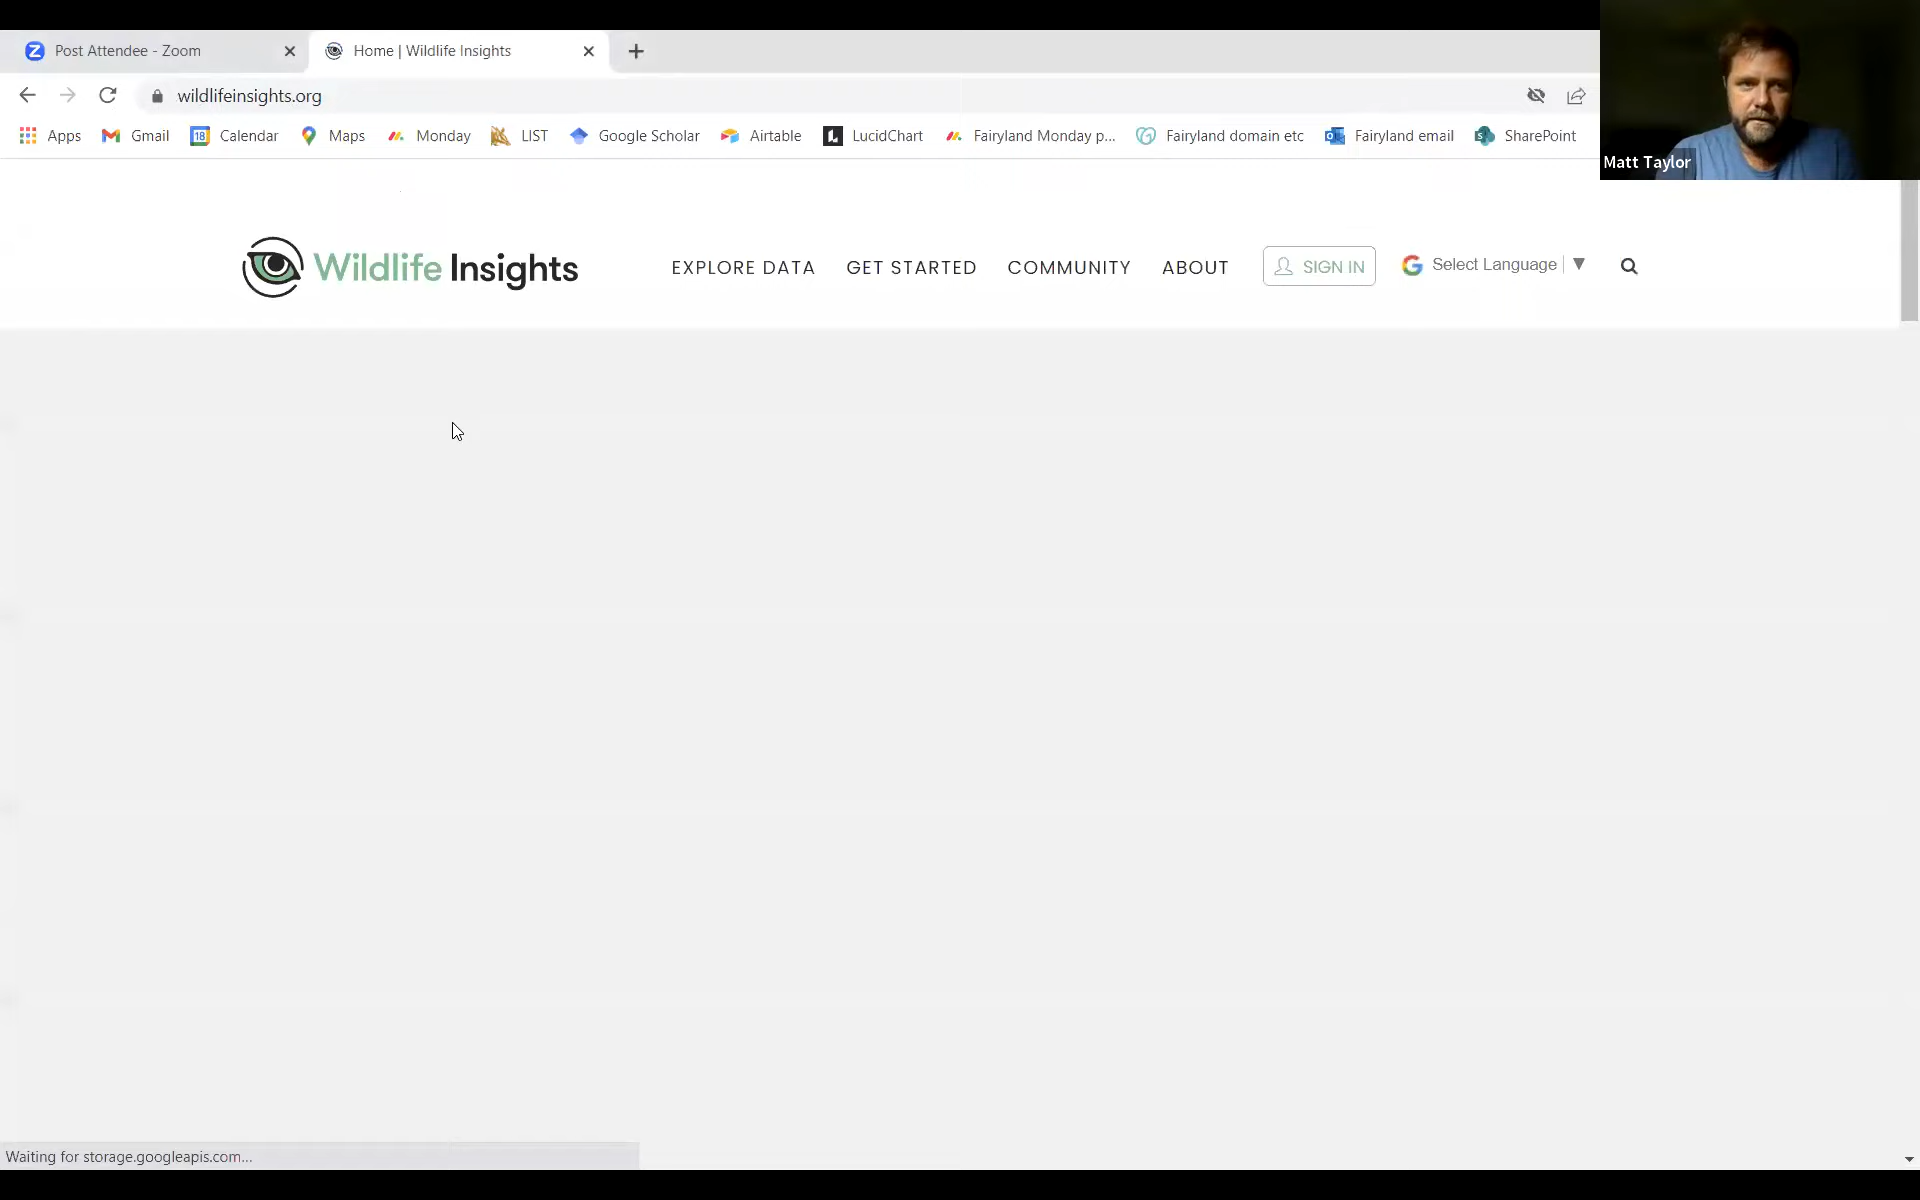 Post Attendee - Zoom
Home | Wildlife Insights
wildlifeinsights.org
Apps Gmail 18 Calendar Maps Monday LIST Google Scholar Airtable LucidChart Fairyland Monday p... Fairyland domain etc Fairyland email SharePoint
Matt Taylor
Wildlife Insights
EXPLORE DATA GET STARTED COMMUNITY ABOUT SIGN IN Select Language
Waiting for storage.googleapis.com...